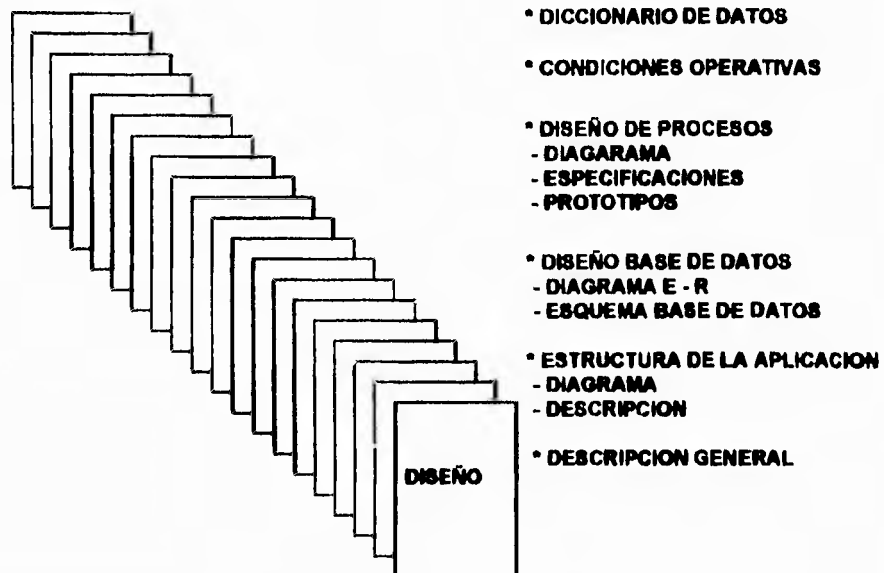 * DICCIONARIO DE DATOS
* CONDICIONES OPERATIVAS
* DISEÑO DE PROCESOS
- DIAGARAMA
- ESPECIFICACIONES
- PROTOTIPOS
* DISEÑO BASE DE DATOS
- DIAGRAMA E - R
- ESQUEMA BASE DE DATOS
* ESTRUCTURA DE LA APLICACION
- DIAGRAMA
- DESCRIPCION
* DESCRIPCION GENERAL
DISEÑO